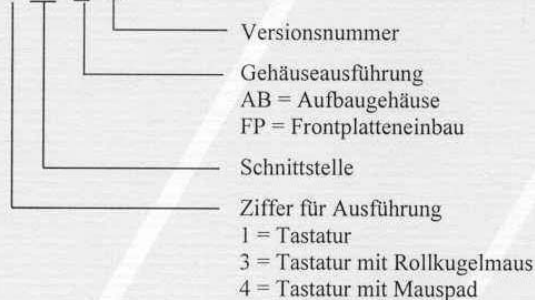 Versionsnummer
Gehäuseausführung
AB = Aufbaugehäuse
FP = Frontplatteneinbau
Schnittstelle
Ziffer für Ausführung
1 = Tastatur
3 = Tastatur mit Rollkugelmaus
4 = Tastatur mit Mauspad